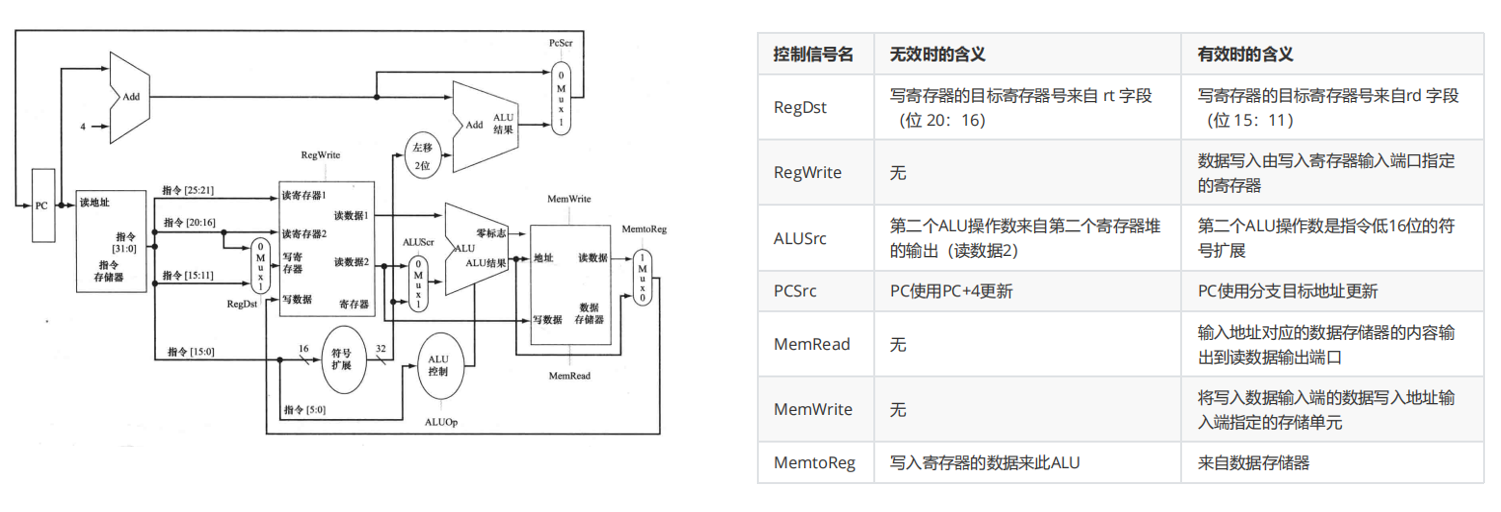 PcScr
0
M
u
x
1
Add
4
Add
ALU
结果
左移
2位
RegWrite
PC
读地址
指令
[31:0]
指令
存储器
指令 [25:21]
指令 [20:16]
指令 [15:11]
0
M
u
x
1
RegDst
读寄存器1
读寄存器2
写寄
存器
写数据
读数据1
读数据2
寄存器
ALUScr
0
M
u
x
1
零标志
ALU
ALU结果
MemWrite
地址
读数据
写数据
数据
存储器
MemRead
MemtoReg
1
M
u
x
0
指令 [15:0]
16
符号
扩展
32
ALU
控制
ALUOp
指令 [5:0]
控制信号名 无效时的含义 有效时的含义
RegDst 写寄存器的目标寄存器号来自 rt 字段 写寄存器的目标寄存器号来自rd 字段
（位 20：16） （位 15：11）
RegWrite 无 数据写入由写入寄存器输入端口指定
的寄存器
ALUSrc 第二个ALU操作数来自第二个寄存器堆 第二个ALU操作数是指令低16位的符
的输出（读数据2） 号扩展
PCSrc PC使用PC+4更新 PC使用分支目标地址更新
MemRead 无 输入地址对应的数据存储器的内容输
出到读数据输出端口
MemWrite 无 将写入数据输入端的数据写入地址输
入端指定的存储单元
MemtoReg 写入寄存器的数据来此ALU 来自数据存储器